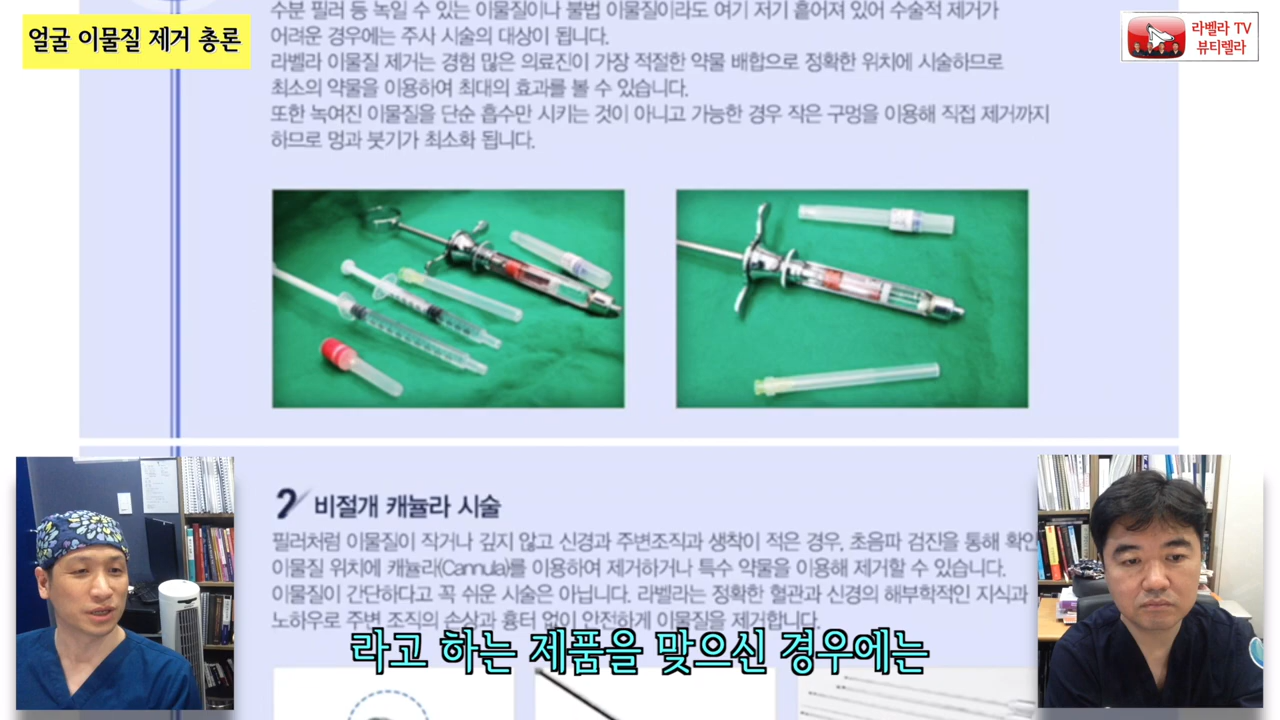 얼굴 이물질 제거 총론
라벨라 TV
뷰티렐라
수분 필러 등 녹일 수 있는 이물질이나 불법 이물질이라도 여기 저기 흩어져 있어 수술적 제거가
어려운 경우에는 주사 시술의 대상이 됩니다.
라벨라 이물질 제거는 경험 많은 의료진이 가장 적절한 약물 배합으로 정확한 위치에 시술하므로
최소의 약물을 이용하여 최대의 효과를 볼 수 있습니다.
또한 녹여진 이물질을 단순 흡수만 시키는 것이 아니고 가능한 경우 작은 구멍을 이용해 직접 제거까지
하므로 멍과 붓기가 최소화 됩니다.
2 비절개 캐뉼라 시술
필러처럼 이물질이 작거나 깊지 않고 신경과 주변조직과 생착이 적은 경우, 초음파 검진을 통해 확인
이물질 위치에 캐뉼라(Cannula)를 이용하여 제거하거나 특수 약물을 이용해 제거할 수 있습니다.
이물질이 간단하다고 꼭 쉬운 시술은 아닙니다. 라벨라는 정확한 혈관과 신경의 해부학적인 지식과
노하우로 주변 조직의 손상과 흉터 없이 안전하게 이물질을 제거합니다.
라고 하는 제품을 맞으신 경우에는